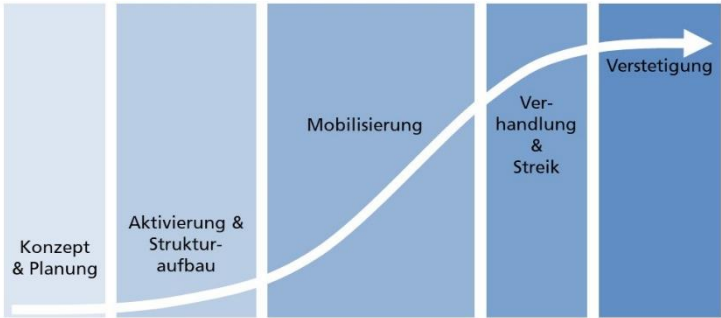 Konzept
& Planung
Aktivierung &
Struktur-
aufbau
Mobilisierung
Ver-
handlung
&
Streik
Verstetigung